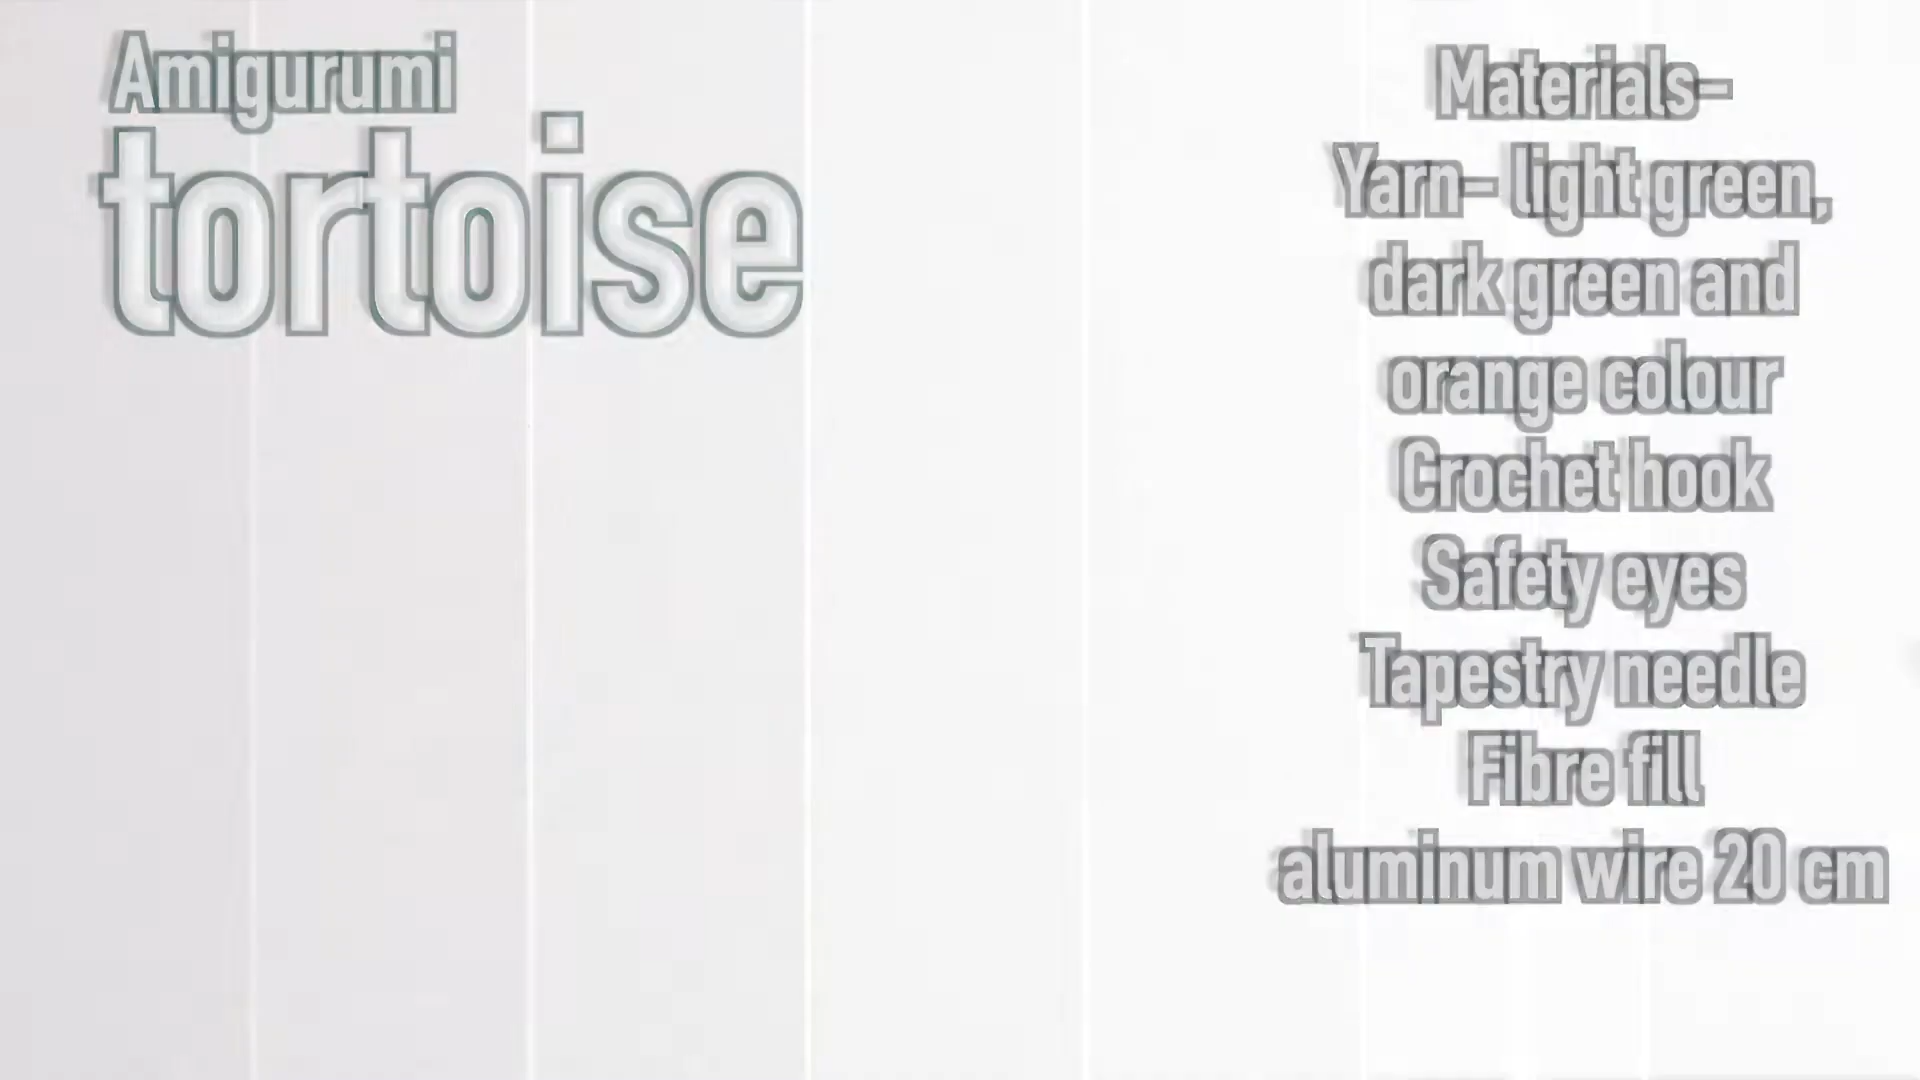 Amigurumi
tortoise
Materials-
Yarn- light green,
dark green and
orange colour
Crochet hook
Safety eyes
Tapestry needle
Fibre fill
aluminum wire 20 cm